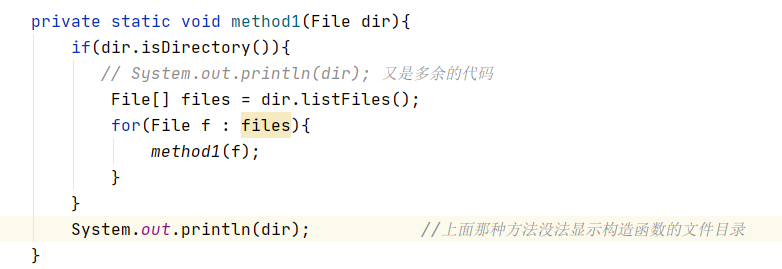 private static void method1(File dir){
if(dir.isDirectory()){
// System.out.println(dir); 又是多余的代码
File[] files = dir.listFiles();
for(File f : files){
method1(f);
}
}
System.out.println(dir); //上面那种方法没法显示构造函数的文件目录
}